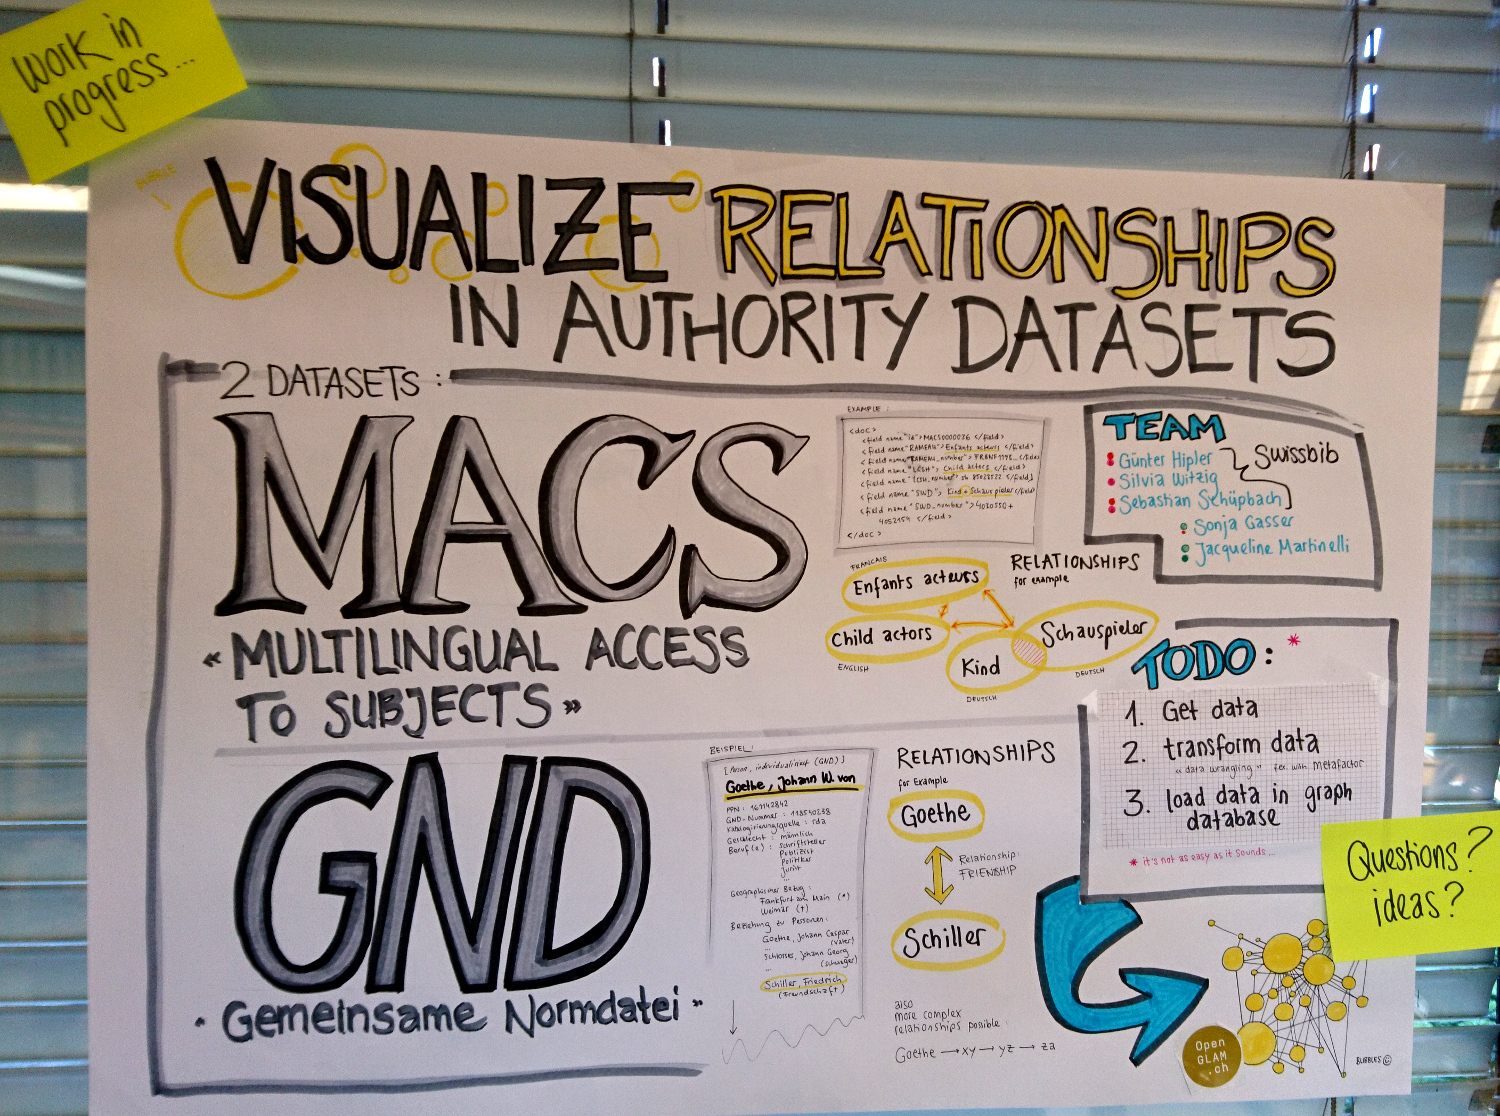 Work in
progress...
BUBBLE
VISUALIZE RELATIONSHIPS
IN AUTHORITY DATASETS
2 DATASETS:
MACS
« MULTILINGUAL ACCESS
TO SUBJECTS »
EXAMPLE:
<doc>
<field name="id">MACS0000036 </field>
<field name="RAMEAU">Enfants acteurs </field>
<field name="RAMEAU_number">
<field name="LCSH"> Child actors </field>
<field name="LCSH_number" </field>
<field name="SWD"> Kind + Schauspieler </field>
<field name="SWD_number"> 4030550+
</field>
</doc>
FRANCAIS
Enfants acteurs
RELATIONSHIPS
for example
Child actors
ENGLISH
Kind
DEUTSCH
Schauspieler
DEUTSCH
TEAM
Günter Hipler
Silvia Witzig
Sebastian Schüpbach
Swissbib
Sonja Gasser
Jacqueline Martinelli
TODO: *
1. Get data
2. transform data
"data wrangling" with metafactor
3. load data in graph
database
* it's not as easy as it sounds...
Questions?
ideas?
GND
"Gemeinsame Normdatei"
BEISPIEL:
[Person, individualisiert (GND)]
Goethe, Johann W. von
PPN: 161142842
GND-Nummer: 118540238
Katalogisierungsquelle: rda
Geschlecht: männlich
Beruf(e): Schriftsteller
Publizist
Politiker
Jurist
...
Geographischer Bezug:
Frankfurt am Main (*)
Weimar (†)
Beziehung zu Personen:
Goethe, Johann Caspar
(Vater)
...
Schlosser, Johann Georg
(Schwager)
...
Schiller, Friedrich
(Freundschaft)
RELATIONSHIPS
for Example
Goethe
Relationship:
FRIENDSHIP
Schiller
also
more complex
relationships possible
Goethe → xy → yz → za
Open
GLAM
.ch
BUBBLES ©